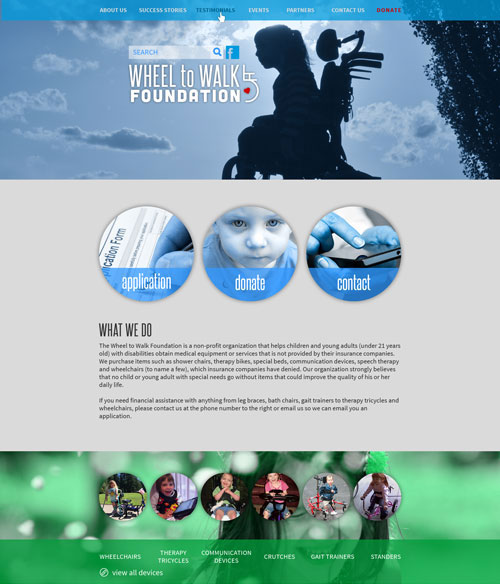 ABOUT US SUCCESS STORIES TESTIMONIALS EVENTS PARTNERS CONTACT US DONATE
SEARCH f
WHEEL to WALK
FOUNDATION
Application Form
application donate contact
WHAT WE DO
The Wheel to Walk Foundation is a non-profit organization that helps children and young adults (under 21 years
old) with disabilities obtain medical equipment or services that is not provided by their insurance companies.
We purchase items such as shower chairs, therapy bikes, special beds, communication devices, speech therapy
and wheelchairs (to name a few), which insurance companies have denied. Our organization strongly believes
that no child or young adult with special needs go without items that could improve the quality of his or her
daily life.
If you need financial assistance with anything from leg braces, bath chairs, gait trainers to therapy tricycles and
wheelchairs, please contact us at the phone number to the right or email us so we can email you an
application.
WHEELCHAIRS THERAPY TRICYCLES COMMUNICATION DEVICES CRUTCHES GAIT TRAINERS STANDERS
view all devices